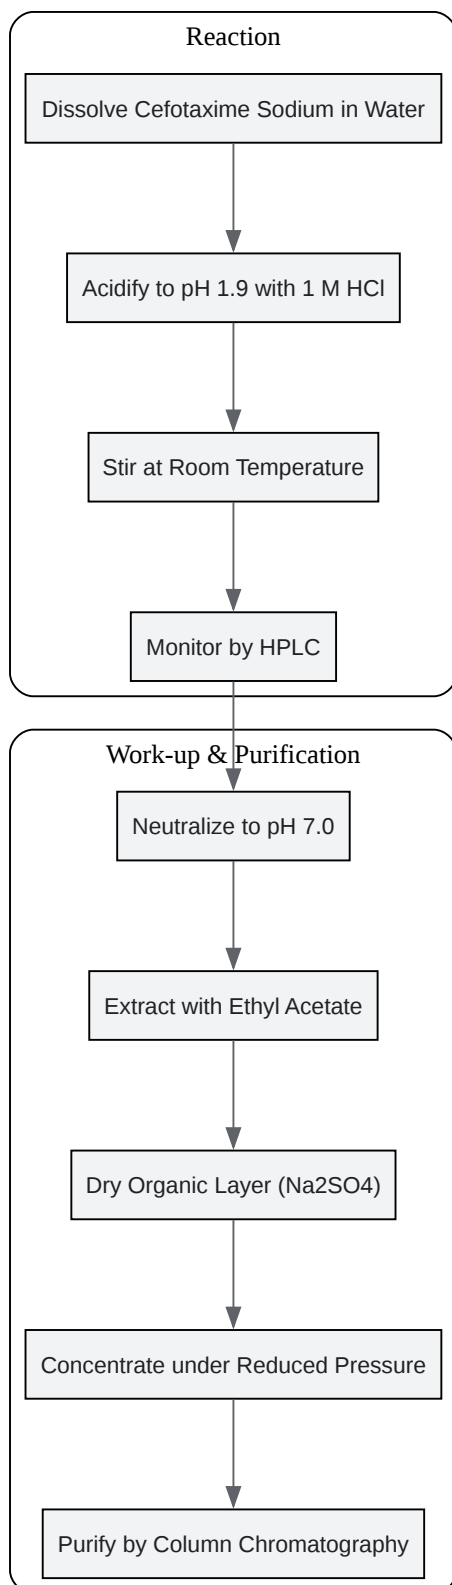 Reaction
Dissolve Cefotaxime Sodium in Water
Acidify to pH 1.9 with 1 M HCl
Stir at Room Temperature
Monitor by HPLC
Work-up & Purification
Neutralize to pH 7.0
Extract with Ethyl Acetate
Dry Organic Layer (Na2SO4)
Concentrate under Reduced Pressure
Purify by Column Chromatography